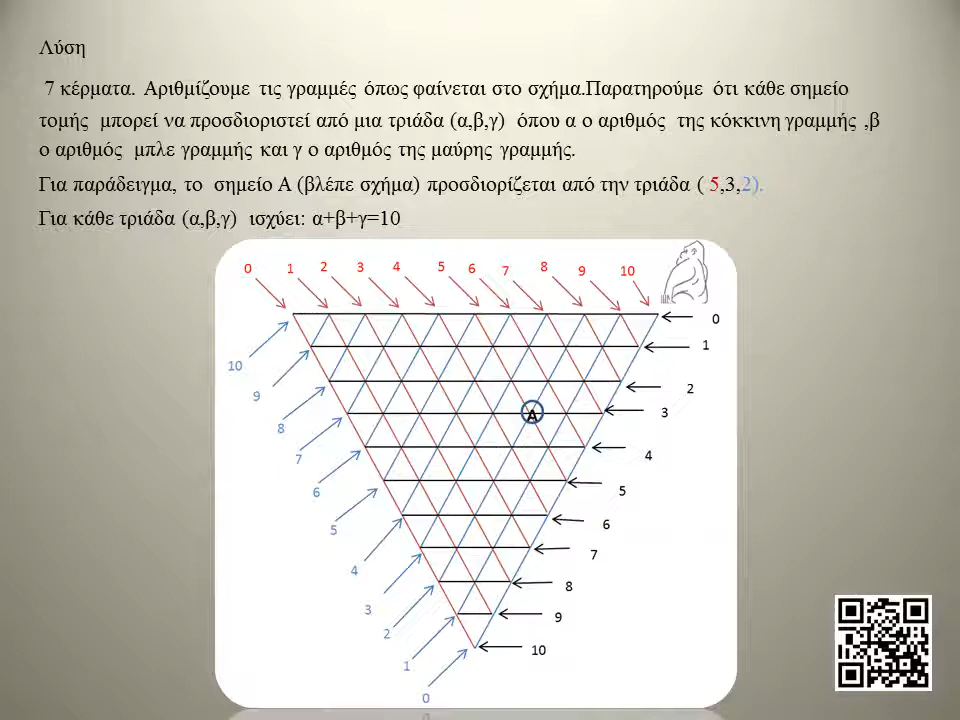 Λύση
7 κέρματα. Αριθμίζουμε τις γραμμές όπως φαίνεται στο σχήμα.Παρατηρούμε ότι κάθε σημείο
τομής μπορεί να προσδιοριστεί από μια τριάδα (α,β,γ) όπου α ο αριθμός της κόκκινη γραμμής ,β
ο αριθμός μπλε γραμμής και γ ο αριθμός της μαύρης γραμμής.
Για παράδειγμα, το σημείο Α (βλέπε σχήμα) προσδιορίζεται από την τριάδα ( 5,3,2).
Για κάθε τριάδα (α,β,γ) ισχύει: α+β+γ=10
0 1 2 3 4 5 6 7 8 9 10
0
1
10
2
9
Α
3
8
4
7
5
6
6
5
7
4
8
3
9
2
10
1
0